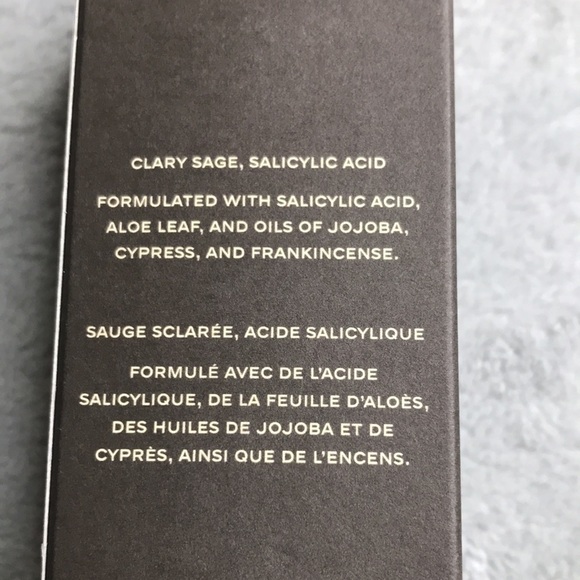 CLARY SAGE, SALICYLIC ACID
FORMULATED WITH SALICYLIC ACID,
ALOE LEAF, AND OILS OF JOJOBA,
CYPRESS, AND FRANKINCENSE.
SAUGE SCLARÉE, ACIDE SALICYLIQUE
FORMULÉ AVEC DE L'ACIDE
SALICYLIQUE, DE LA FEUILLE D'ALOÈS,
DES HUILES DE JOJOBA ET DE
CYPRÈS, AINSI QUE DE L'ENCENS.